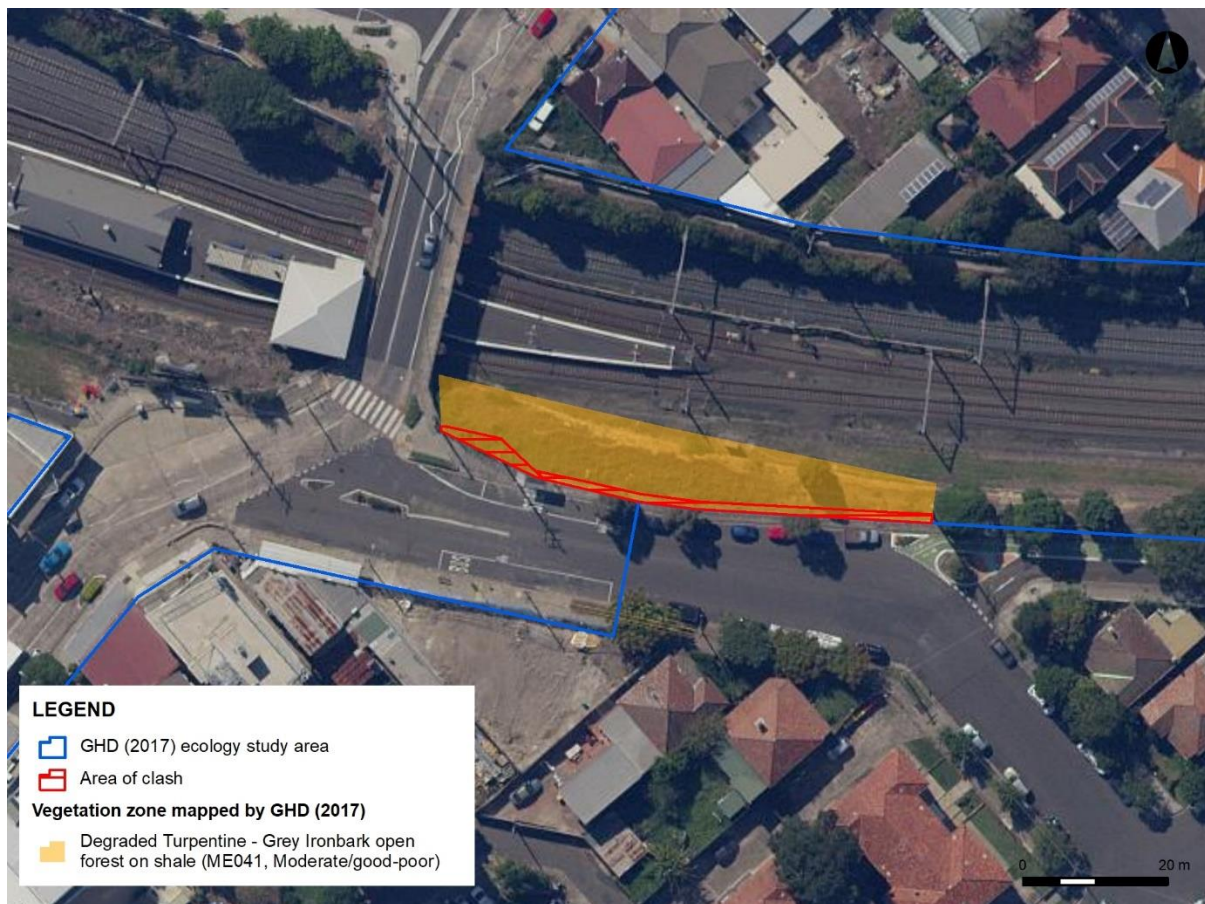 LEGEND
GHD (2017) ecology study area
Area of clash
Vegetation zone mapped by GHD (2017)
Degraded Turpentine - Grey Ironbark open
forest on shale (ME041, Moderate/good-poor)
0 20 m